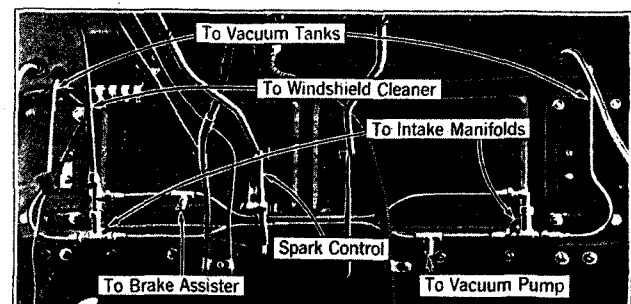 To Vacuum Tanks
To Windshield Cleaner
To Intake Manifolds
Spark Control
To Brake Assister
To Vacuum Pump